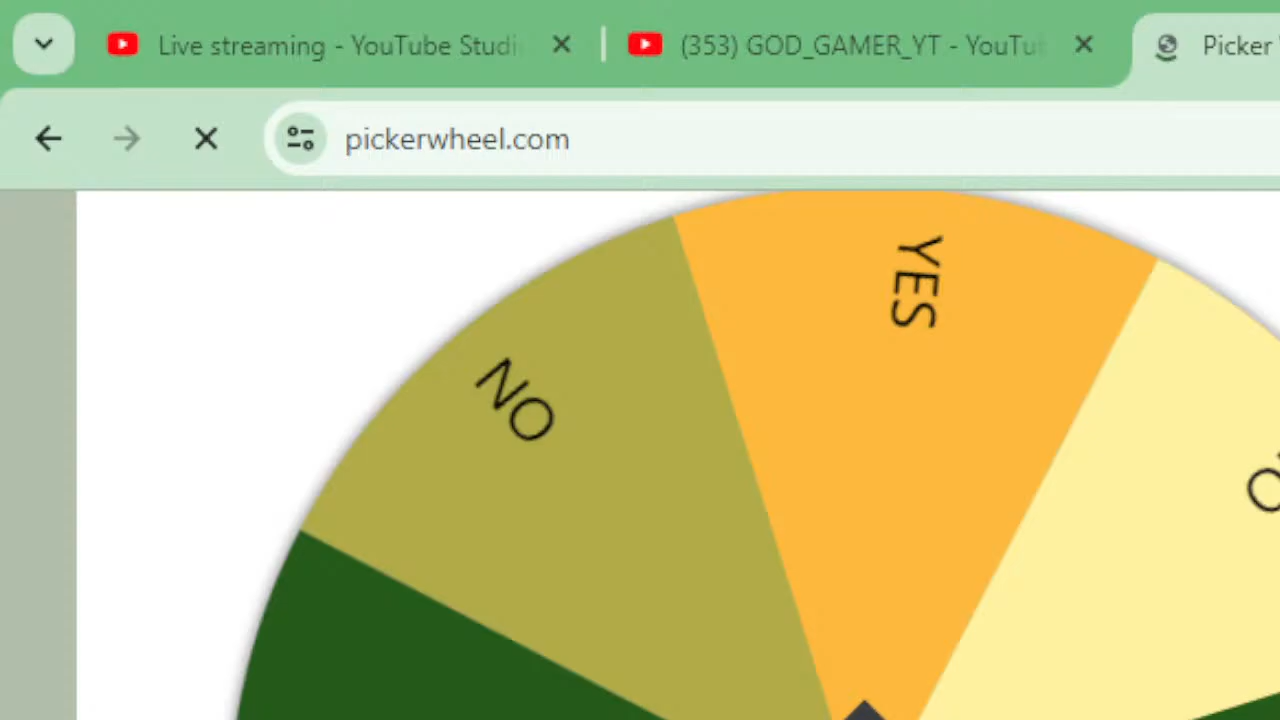 Live streaming - YouTube Studi
(353) GOD_GAMER_YT - YouTu
Picker
pickerwheel.com
YES
NO